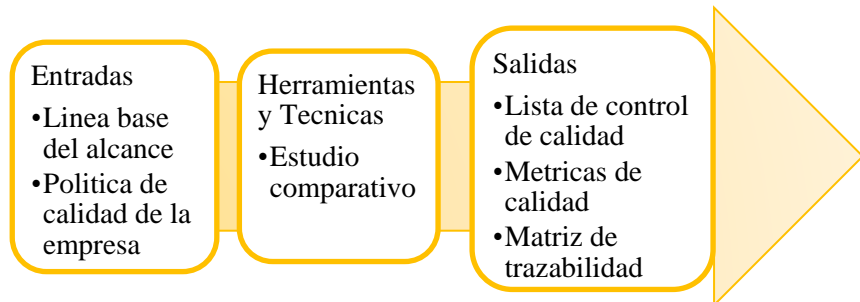 Entradas
•Linea base
del alcance
•Politica de
calidad de la
empresa
Herramientas
y Tecnicas
•Estudio
comparativo
Salidas
•Lista de control
de calidad
•Metricas de
calidad
•Matriz de
trazabilidad